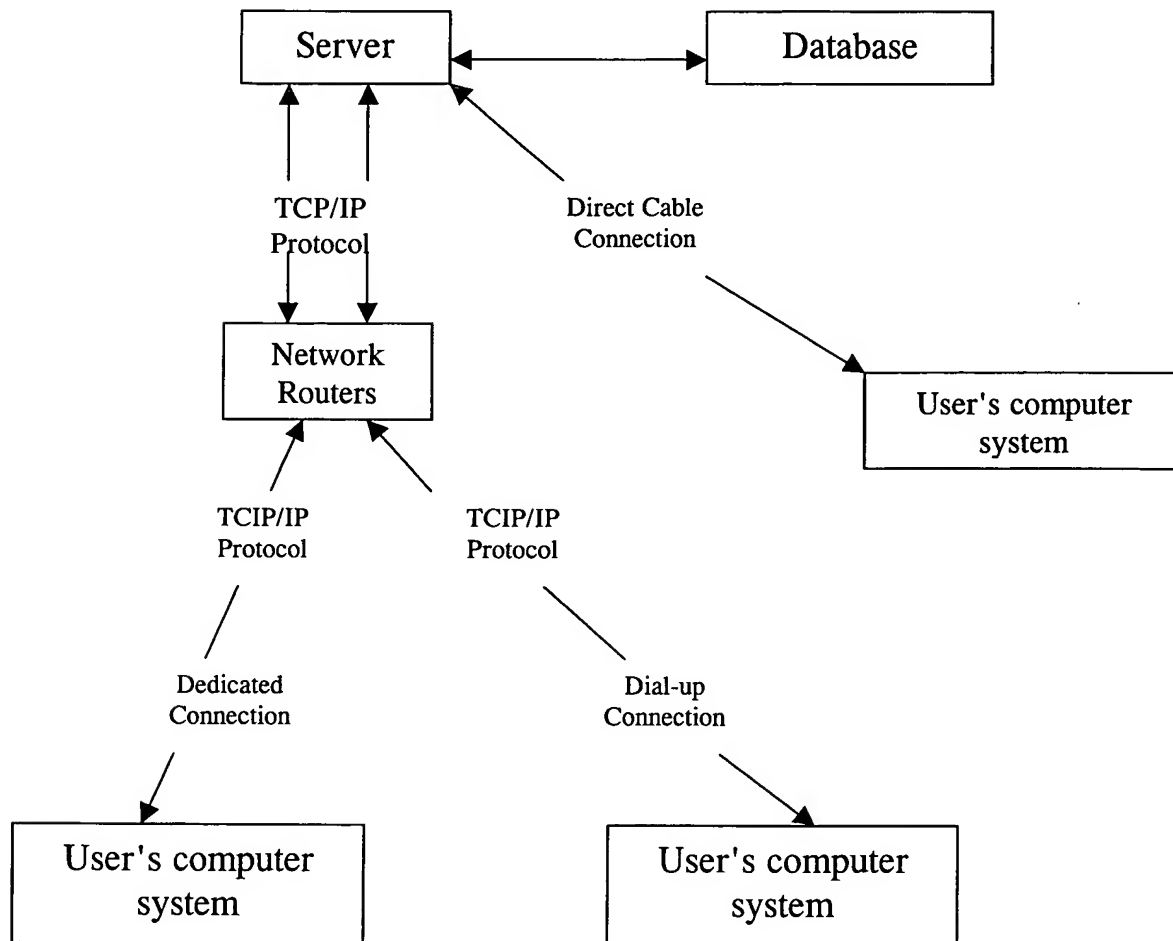 Server
Database
TCP/IP
Protocol
Direct Cable
Connection
Network
Routers
User's computer
system
TCIP/IP
Protocol
TCIP/IP
Protocol
Dedicated
Connection
Dial-up
Connection
User's computer
system
User's computer
system